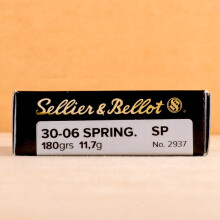 Sellier & Bellot
30-06 SPRING. SP
180grs 11,7g No. 2937